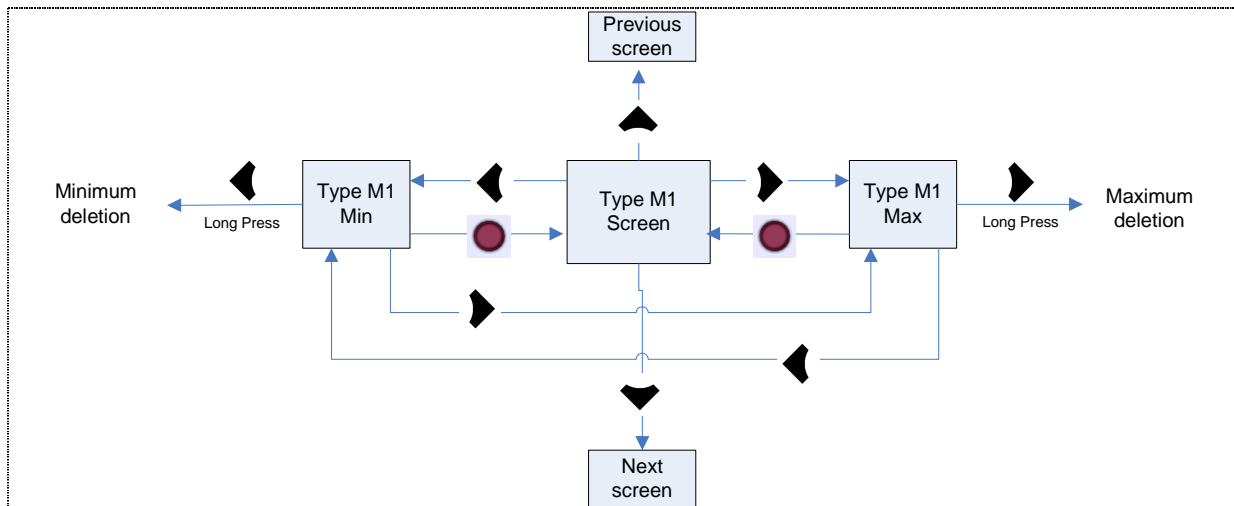 Previous
screen
Minimum
deletion
Long Press
Type M1
Min
Type M1
Screen
Type M1
Max
Long Press
Maximum
deletion
Next
screen